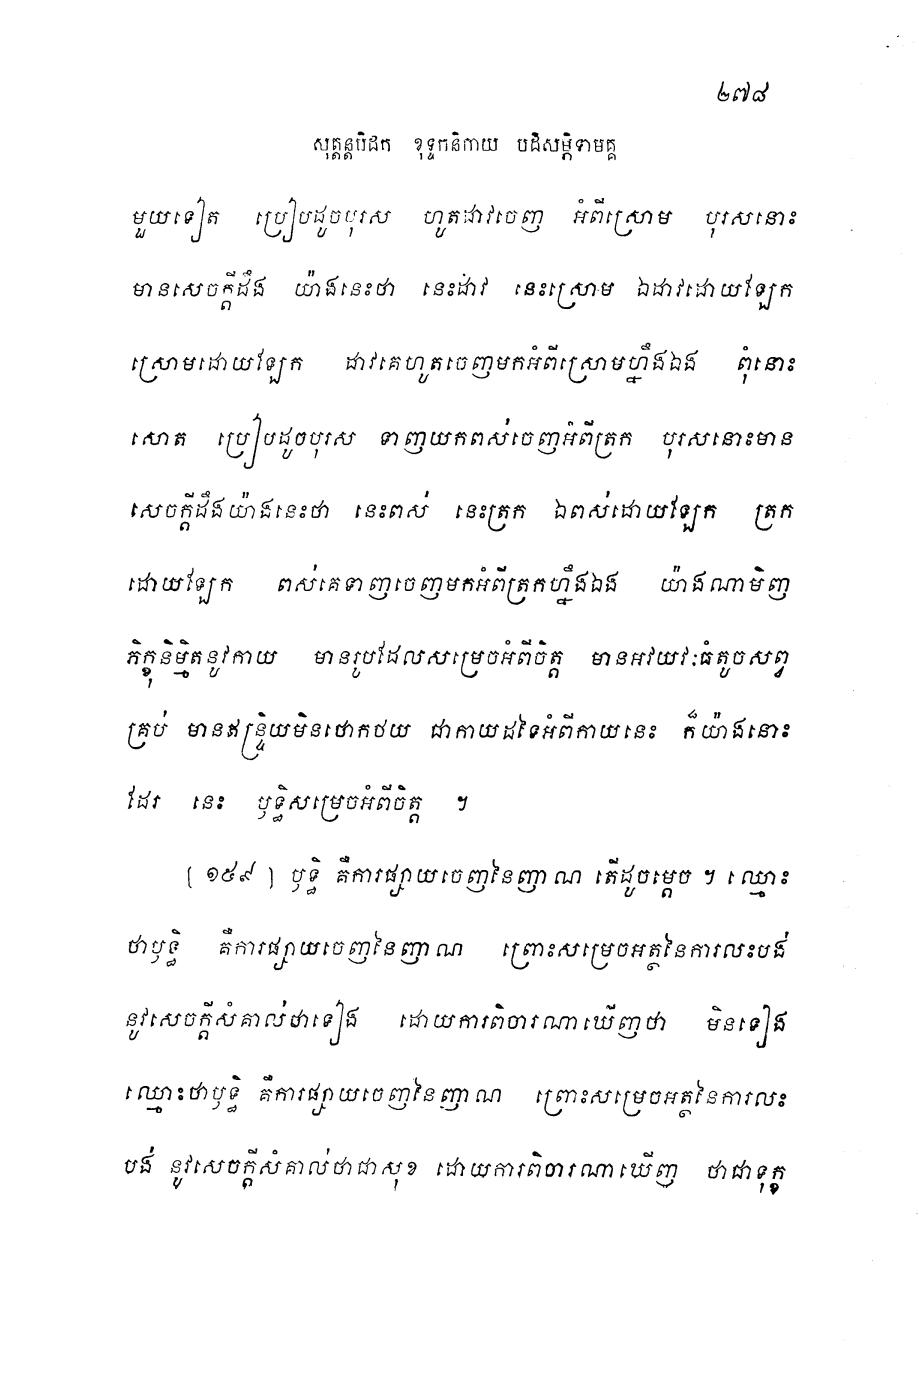 ២៧៨
សុត្តន្តបិដក ខុទ្ទកនិកាយ បដិសម្ភិទាមគ្គ
មួយទៀត ប្រៀបដូចបុរស ហូតដាវចេញ អំពីស្រោម បុរសនោះ
មានសេចក្តីដឹង យ៉ាងនេះថា នេះដាវ នេះស្រោម ឯដាវដោយឡែក
ស្រោមដោយឡែក ដាវគេហូតចេញមកអំពីស្រោមហ្នឹងឯង ពុំនោះ
សោត ប្រៀបដូចបុរស ទាញយកពស់ចេញអំពីត្រក បុរសនោះមាន
សេចក្តីដឹងយ៉ាងនេះថា នេះពស់ នេះត្រក ឯពស់ដោយឡែក ត្រក
ដោយឡែក ពស់គេទាញចេញមកអំពីត្រកហ្នឹងឯង យ៉ាងណាមិញ
ភិក្ខុនិម្មិតនូវកាយ មានរូបដែលសម្រេចអំពីចិត្ត មានអវយវៈធំតូចសព្វ
គ្រប់ មានឥន្ទ្រិយមិនថោកថយ ជាកាយដទៃអំពីកាយនេះ ក៏យ៉ាងនោះ
ដែរ នេះ ឫទ្ធិសម្រេចអំពីចិត្ត ។
[១៥៩] ឫទ្ធិ គឺការផ្សាយចេញនៃញាណ តើដូចម្តេច ។ ឈ្មោះ
ថាឫទ្ធិ គឺការផ្សាយចេញនៃញាណ ព្រោះសម្រេចអត្ថនៃការលះបង់
នូវសេចក្តីសំគាល់ថាទៀង ដោយការពិចារណាឃើញថា មិនទៀង
ឈ្មោះថាឫទ្ធិ គឺការផ្សាយចេញនៃញាណ ព្រោះសម្រេចអត្ថនៃការលះ
បង់ នូវសេចក្តីសំគាល់ថាជាសុខ ដោយការពិចារណាឃើញ ថាជាទុក្ខ